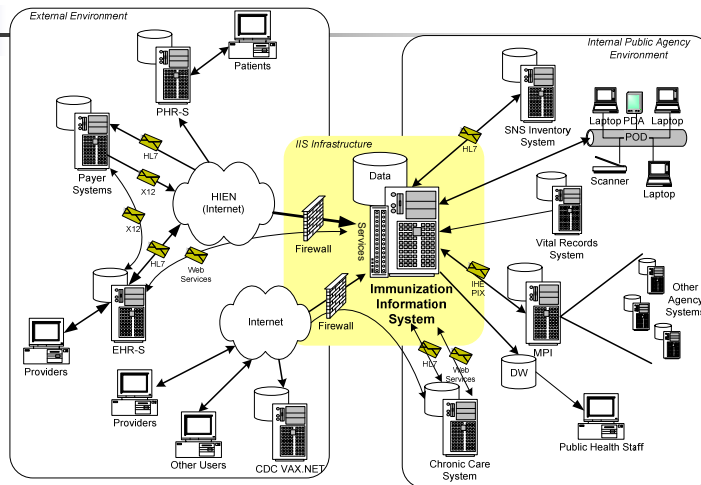 External Environment
Patients
PHR-S
HL7
Payer
Systems
X12
HIEN
(Internet)
X12
HL7
Web
Services
EHR-S
Providers
Providers
Other Users
Internet
CDC VAX.NET
IIS Infrastructure
Data
Services
Firewall
Firewall
Immunization
Information
System
Internal Public Agency
Environment
SNS Inventory
System
HL7
Laptop
PDA
Laptop
POD
Scanner
Laptop
Vital Records
System
IHE
PIX
MPI
Other
Agency
Systems
DW
HL7
Web
Services
Public Health Staff
Chronic Care
System